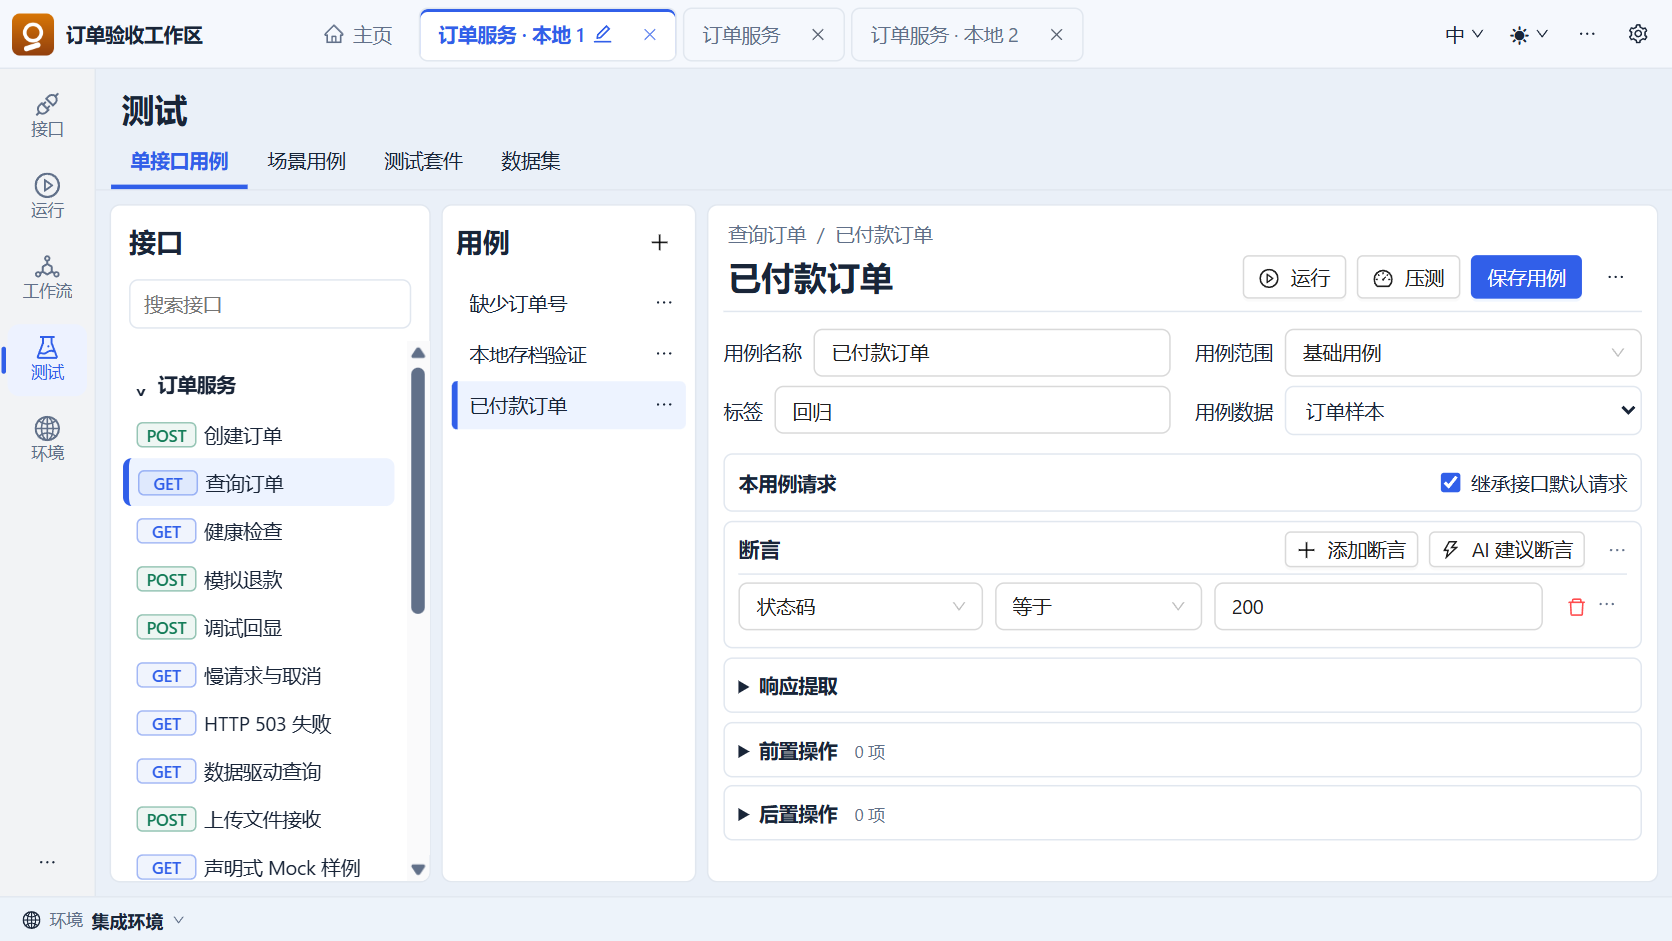 订单验收工作区
主页
订单服务 · 本地 1
订单服务
订单服务 · 本地 2
中
接口
运行
工作流
测试
环境
测试
单接口用例
场景用例
测试套件
数据集
接口
搜索接口
订单服务
POST 创建订单
GET 查询订单
GET 健康检查
POST 模拟退款
POST 调试回显
GET 慢请求与取消
GET HTTP 503 失败
GET 数据驱动查询
POST 上传文件接收
GET 声明式 Mock 样例
用例
缺少订单号
本地存档验证
已付款订单
查询订单 / 已付款订单
已付款订单
运行
压测
保存用例
用例名称 已付款订单
用例范围 基础用例
标签 回归
用例数据 订单样本
本用例请求
继承接口默认请求
断言
添加断言
AI 建议断言
状态码
等于
200
响应提取
前置操作 0 项
后置操作 0 项
环境 集成环境